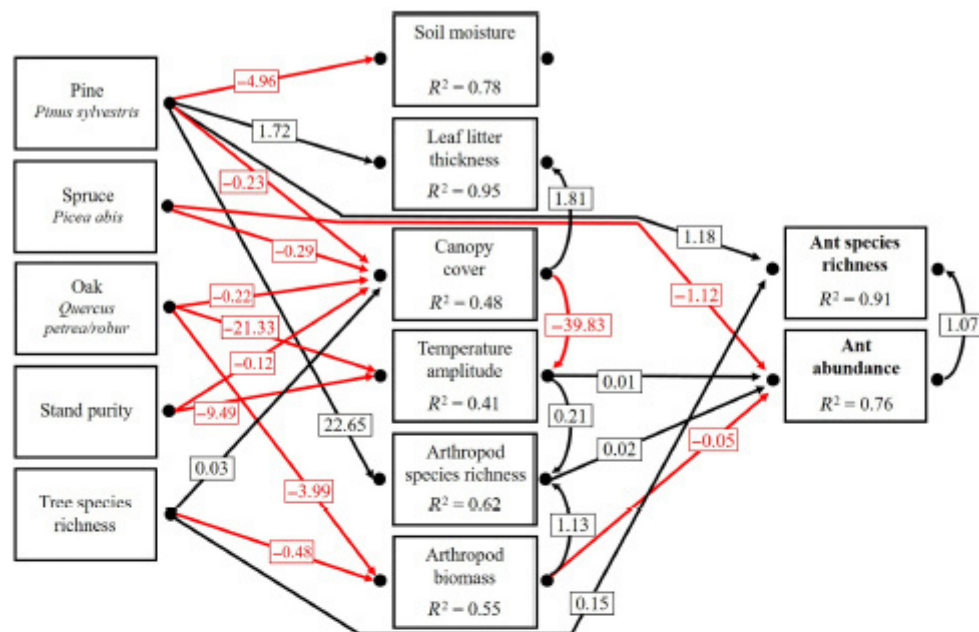 Pine
Pinus sylvestris
Spruce
Picea abis
Oak
Quercus
petrea/robur
Stand purity
Tree species
richness
−4.96
1.72
−0.23
−0.29
−0.22
−21.33
−0.12
−9.49
22.65
0.03
−3.99
−0.48
Soil moisture
R² = 0.78
Leaf litter
thickness
R² = 0.95
Canopy
cover
R² = 0.48
Temperature
amplitude
R² = 0.41
Arthropod
species richness
R² = 0.62
Arthropod
biomass
R² = 0.55
1.81
1.18
−1.12
−39.83
0.01
0.21
0.02
−0.05
1.13
0.15
Ant species
richness
R² = 0.91
Ant
abundance
R² = 0.76
1.07